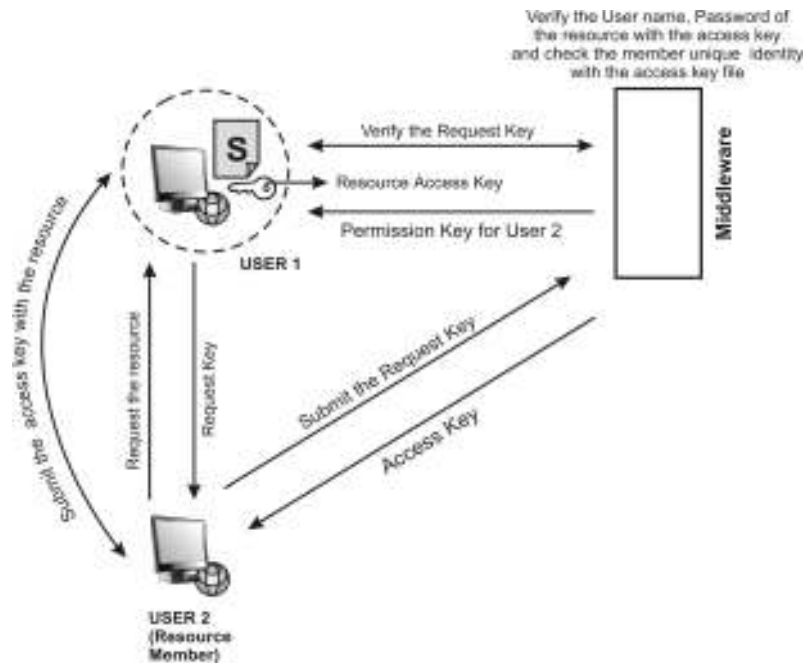 Verify the User name, Password of
the resource with the access key
and check the member unique identity
with the access key file
Verify the Request Key
S
Resource Access Key
Permission Key for User 2
Middleware
USER 1
Submit the access key with the resource
Request the resource
Request Key
Submit the Request Key
Access Key
USER 2
(Resource
Member)